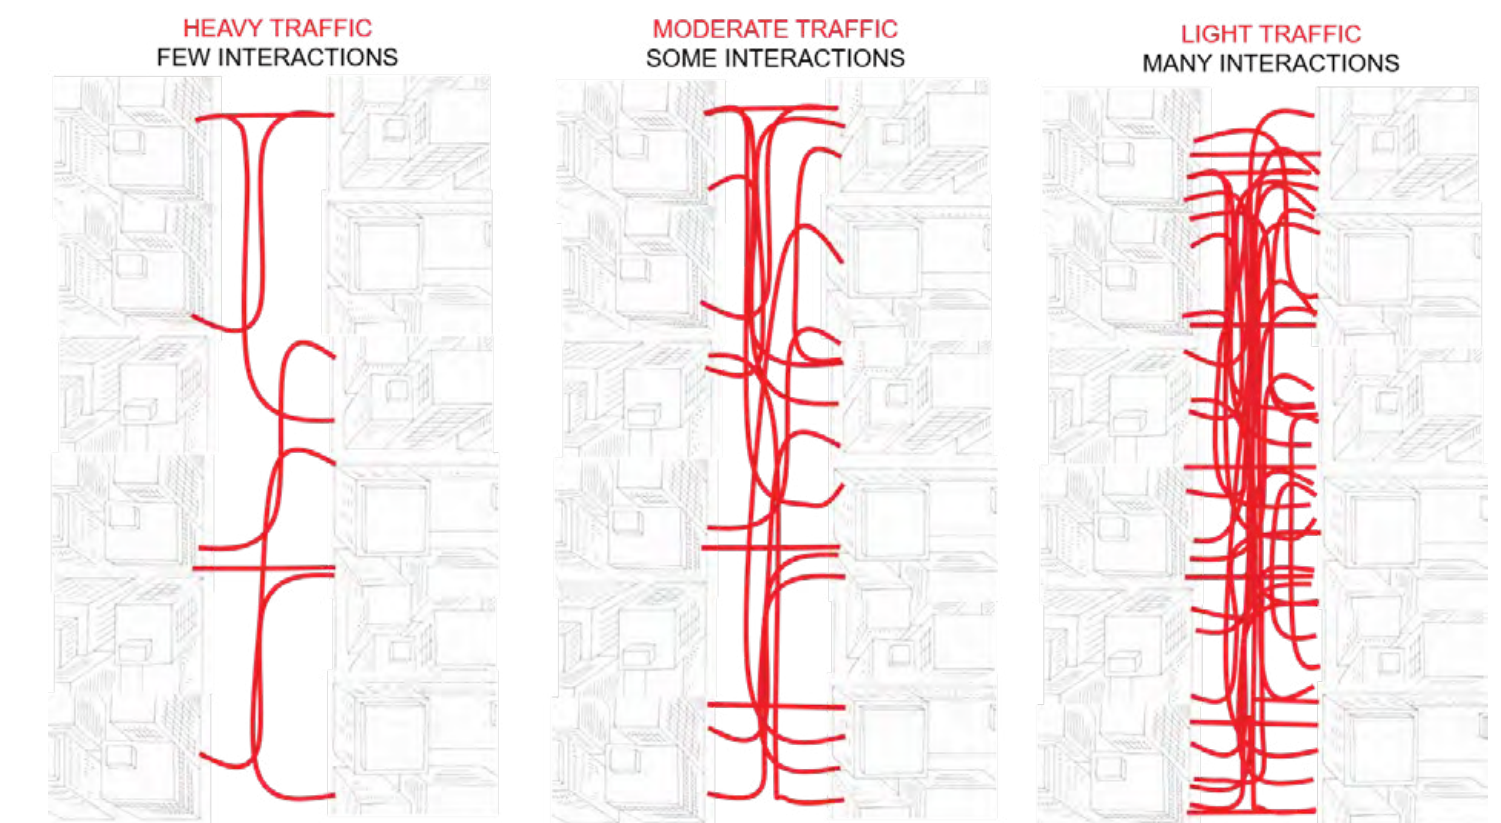 HEAVY TRAFFIC
FEW INTERACTIONS
MODERATE TRAFFIC
SOME INTERACTIONS
LIGHT TRAFFIC
MANY INTERACTIONS